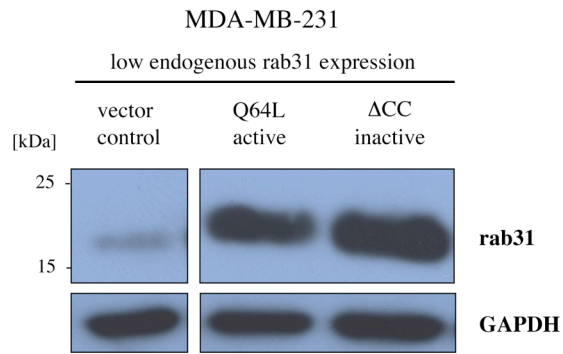 MDA-MB-231
low endogenous rab31 expression
vector control
Q64L active
ΔCC inactive
[kDa]
25
15
rab31
GAPDH